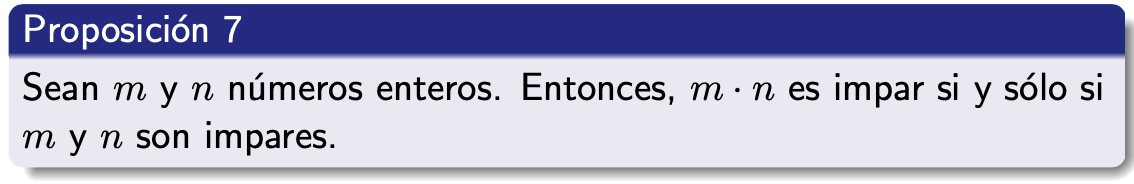 Proposición 7
Sean m y n números enteros. Entonces, m · n es impar si y sólo si
m y n son impares.